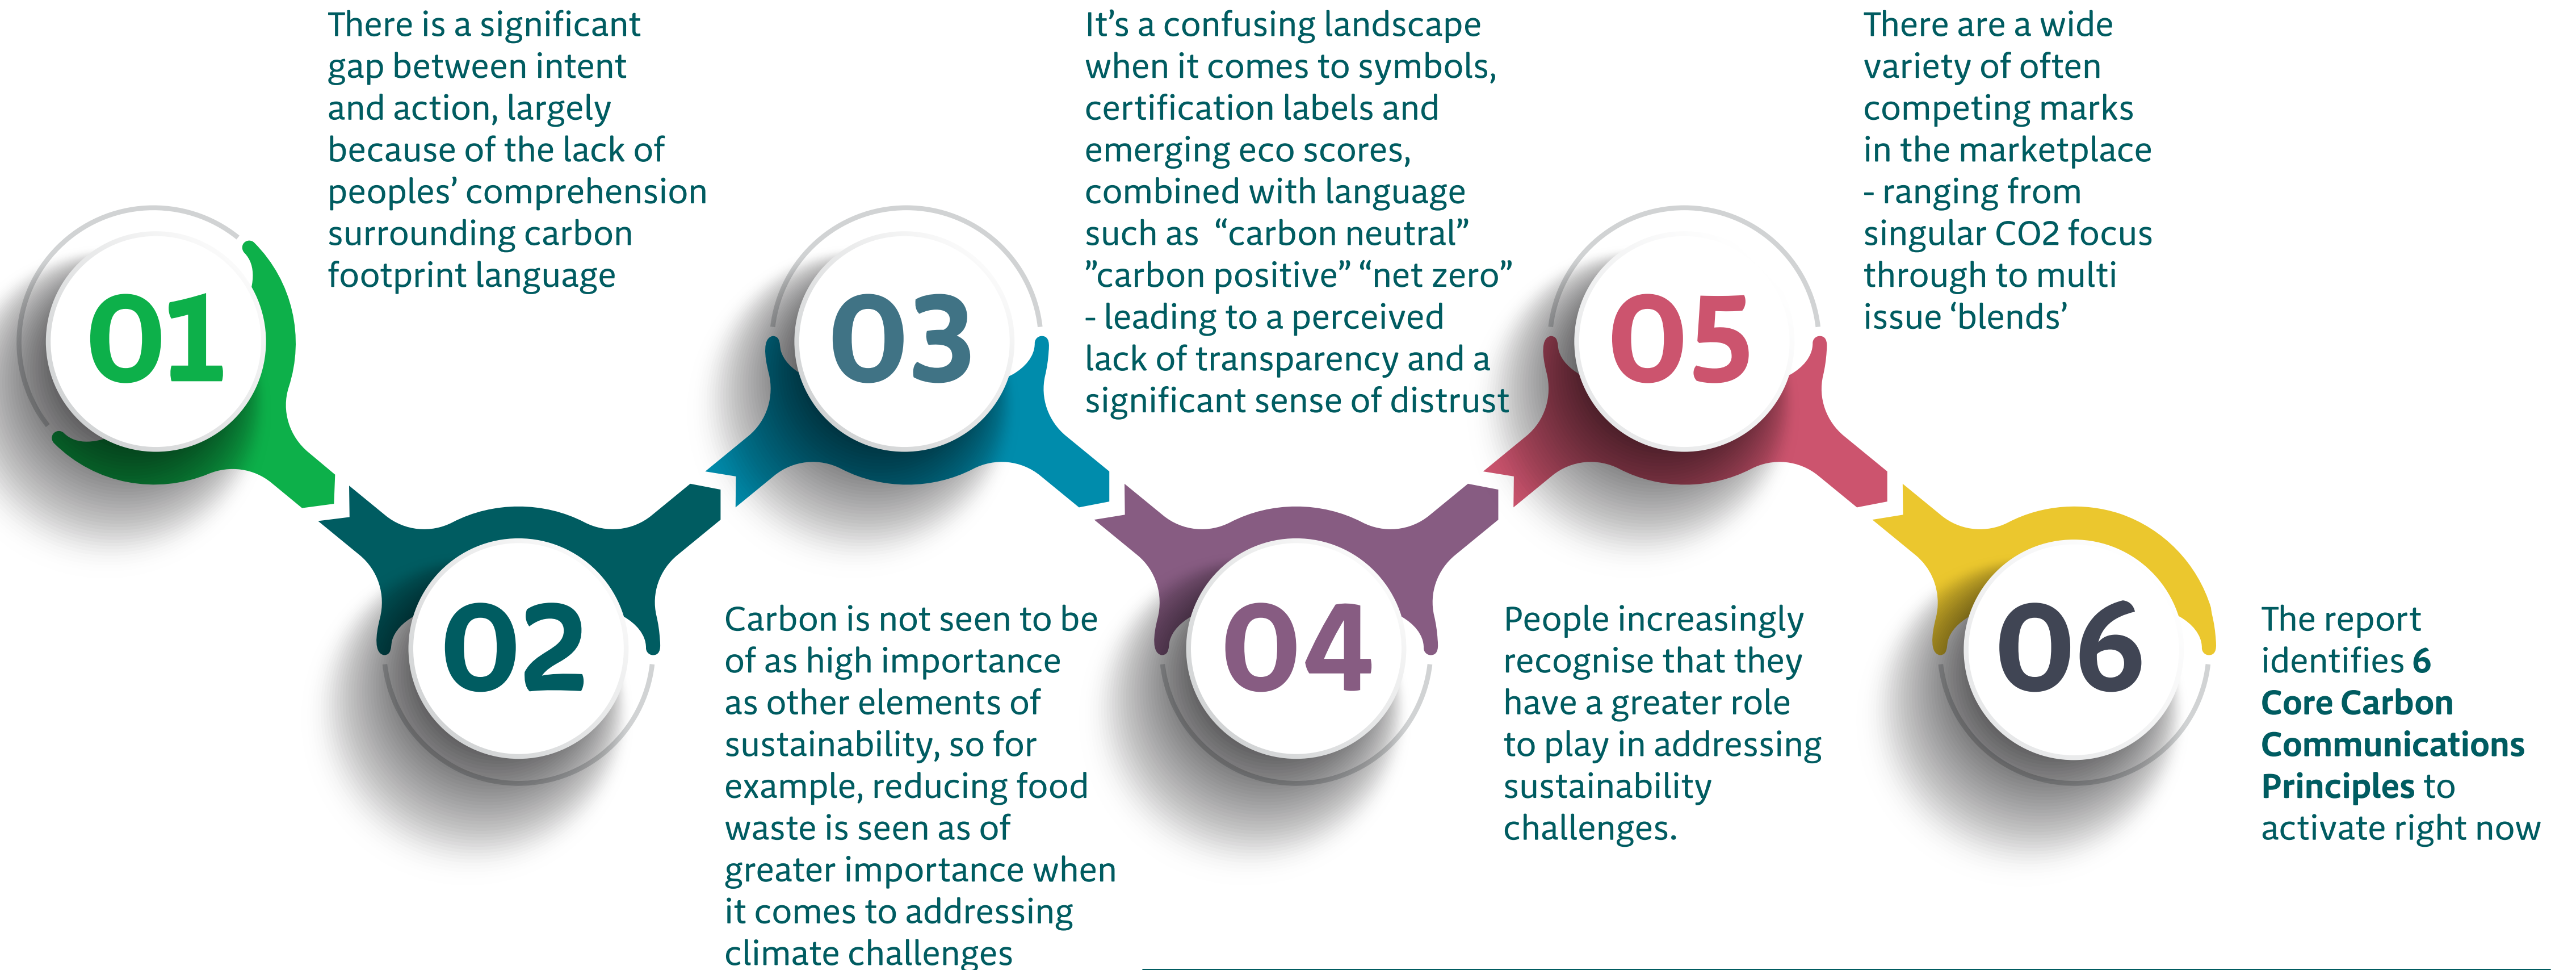 01
There is a significant
gap between intent
and action, largely
because of the lack of
peoples’ comprehension
surrounding carbon
footprint language
02
Carbon is not seen to be
of as high importance
as other elements of
sustainability, so for
example, reducing food
waste is seen as of
greater importance when
it comes to addressing
climate challenges
03
It’s a confusing landscape
when it comes to symbols,
certification labels and
emerging eco scores,
combined with language
such as “carbon neutral”
”carbon positive” “net zero”
- leading to a perceived
lack of transparency and a
significant sense of distrust
04
People increasingly
recognise that they
have a greater role
to play in addressing
sustainability
challenges.
05
There are a wide
variety of often
competing marks
in the marketplace
- ranging from
singular CO2 focus
through to multi
issue ‘blends’
06
The report
identifies 6
Core Carbon
Communications
Principles to
activate right now